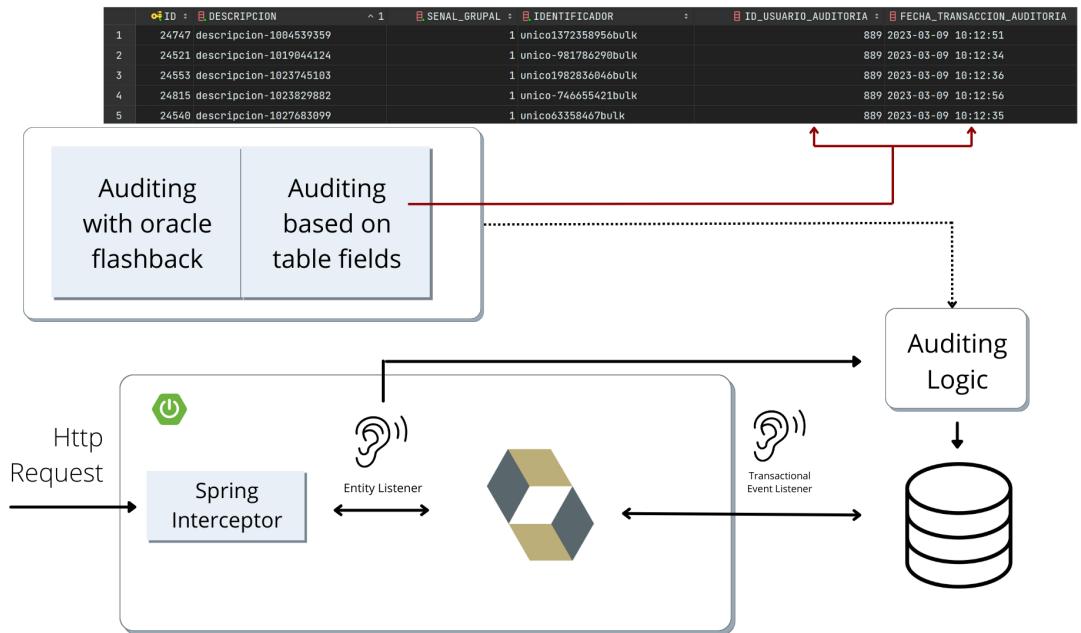 ID DESCRIPCION 1 SENAL_GRUPAL IDENTIFICADOR ID_USUARIO_AUDITORIA FECHA_TRANSACCION_AUDITORIA
1 24747 descripcion-1004539359 1 unico1372358956bulk 889 2023-03-09 10:12:51
2 24521 descripcion-1019044124 1 unico-981786290bulk 889 2023-03-09 10:12:34
3 24553 descripcion-1023745103 1 unico1982836046bulk 889 2023-03-09 10:12:36
4 24815 descripcion-1023829882 1 unico-746655421bulk 889 2023-03-09 10:12:56
5 24540 descripcion-1027683099 1 unico63358467bulk 889 2023-03-09 10:12:35
Auditing
with oracle
flashback
Auditing
based on
table fields
Auditing
Logic
Http
Request
Spring
Interceptor
Entity Listener
Transactional
Event Listener